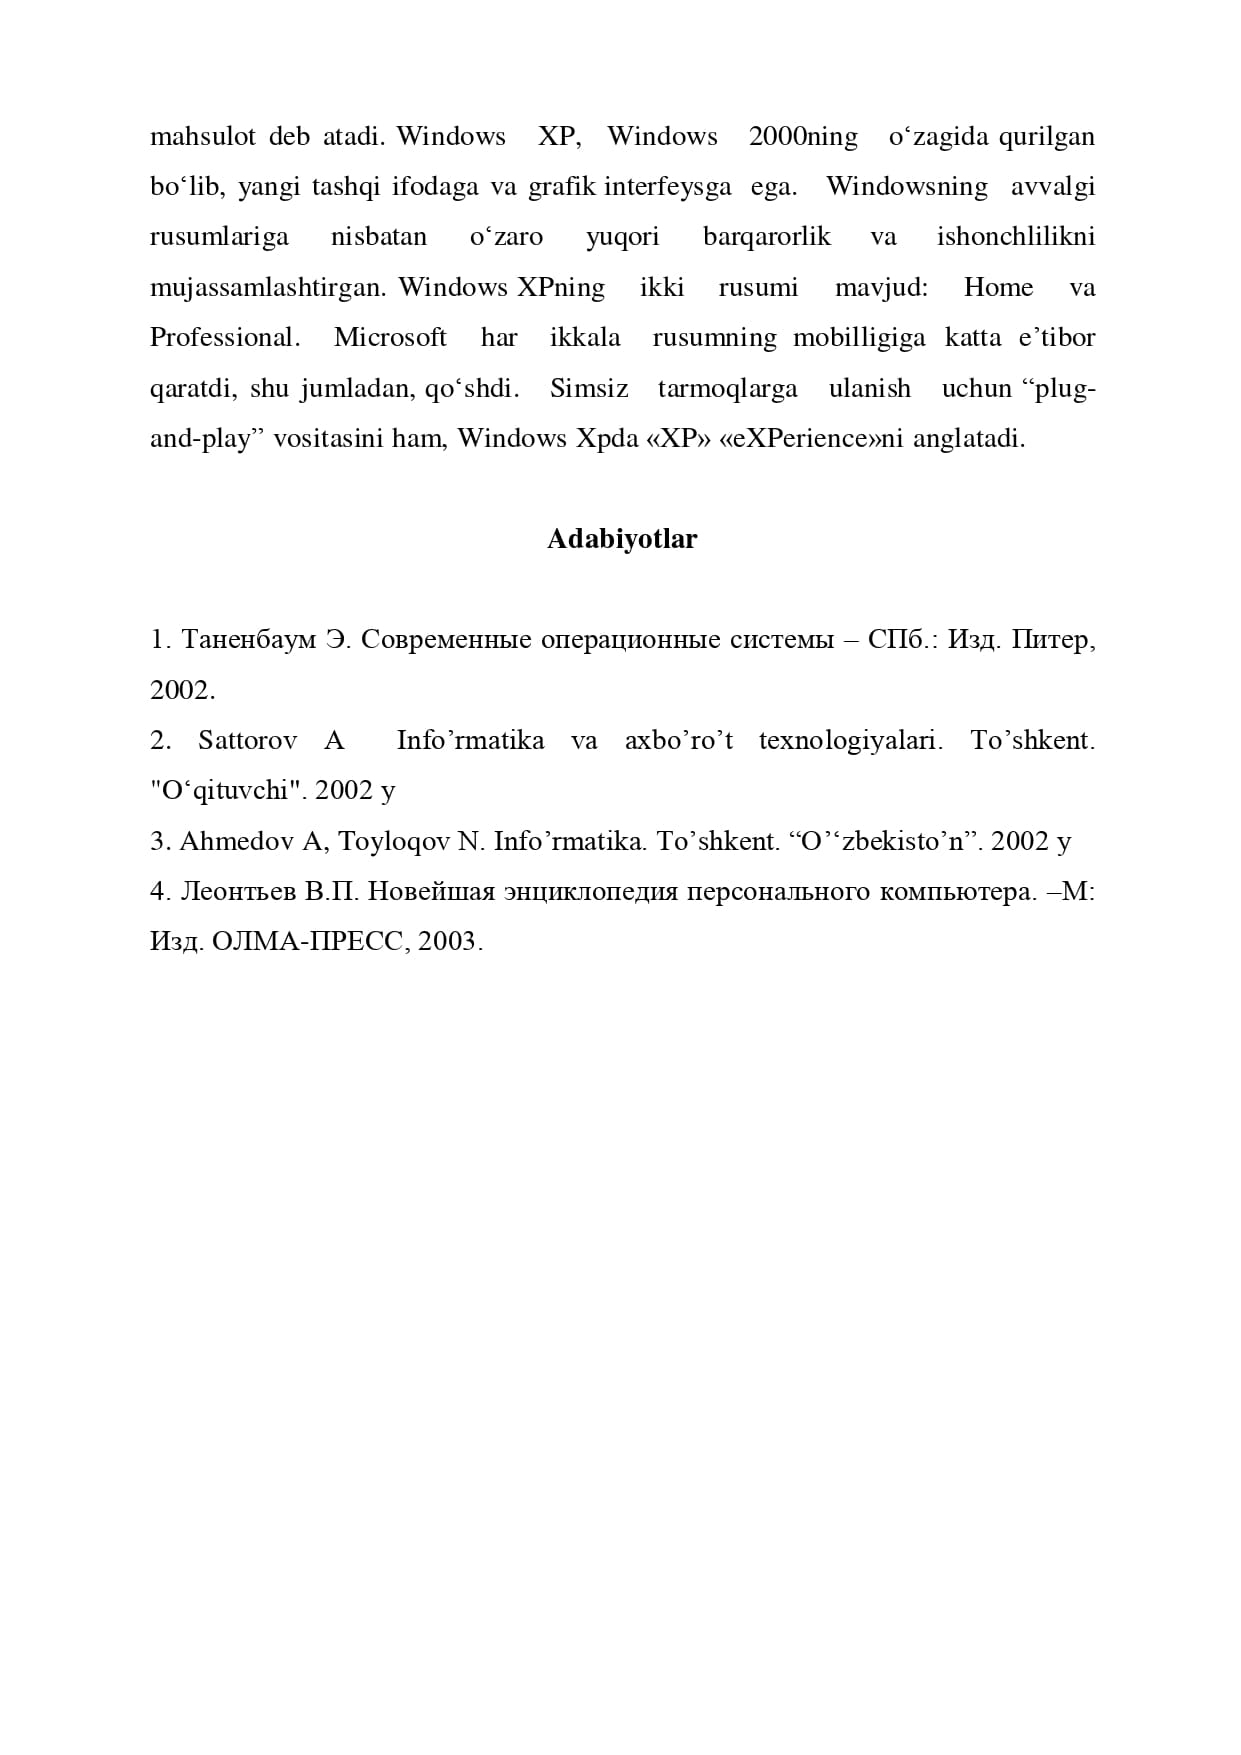 mahsulot deb atadi. Windows XP, Windows 2000ning o‘zagida qurilgan
bo‘lib, yangi tashqi ifodaga va grafik interfeysga ega. Windowsning avvalgi
rusumlariga nisbatan o‘zaro yuqori barqarorlik va ishonchlilikni
mujassamlashtirgan. Windows XPning ikki rusumi mavjud: Home va
Professional. Microsoft har ikkala rusumning mobilligiga katta e’tibor
qaratdi, shu jumladan, qo‘shdi. Simsiz tarmoqlarga ulanish uchun “plug-
and-play” vositasini ham, Windows Xpda «XP» «eXPerience»ni anglatadi.
Adabiyotlar
1. Таненбаум Э. Современные операционные системы – СПб.: Изд. Питер,
2002.
2. Sattorov A Info’rmatika va axbo’ro’t texnologiyalari. To’shkent.
"O‘qituvchi". 2002 y
3. Ahmedov A, Toyloqov N. Info’rmatika. To’shkent. “O’‘zbekisto’n”. 2002 y
4. Леонтьев В.П. Новейшая энциклопедия персонального компьютера. –М:
Изд. ОЛМА-ПРЕСС, 2003.